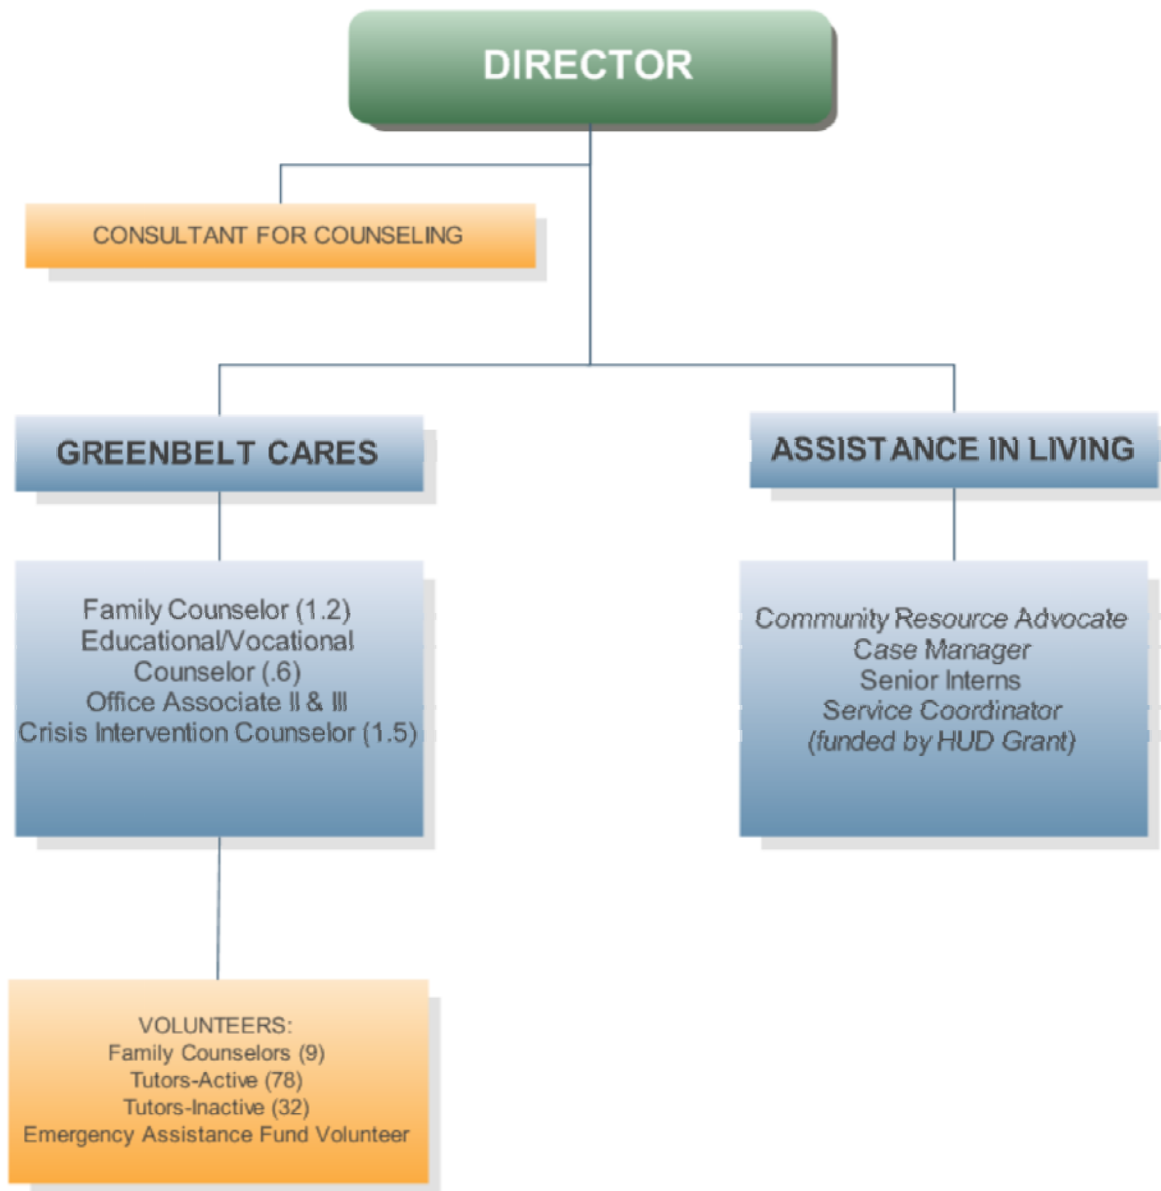 DIRECTOR
CONSULTANT FOR COUNSELING
GREENBELT CARES
ASSISTANCE IN LIVING
Family Counselor (1.2)
Educational/Vocational
Counselor (.6)
Office Associate II & III
Crisis Intervention Counselor (1.5)
Community Resource Advocate
Case Manager
Senior Interns
Service Coordinator
(funded by HUD Grant)
VOLUNTEERS:
Family Counselors (9)
Tutors-Active (78)
Tutors-Inactive (32)
Emergency Assistance Fund Volunteer